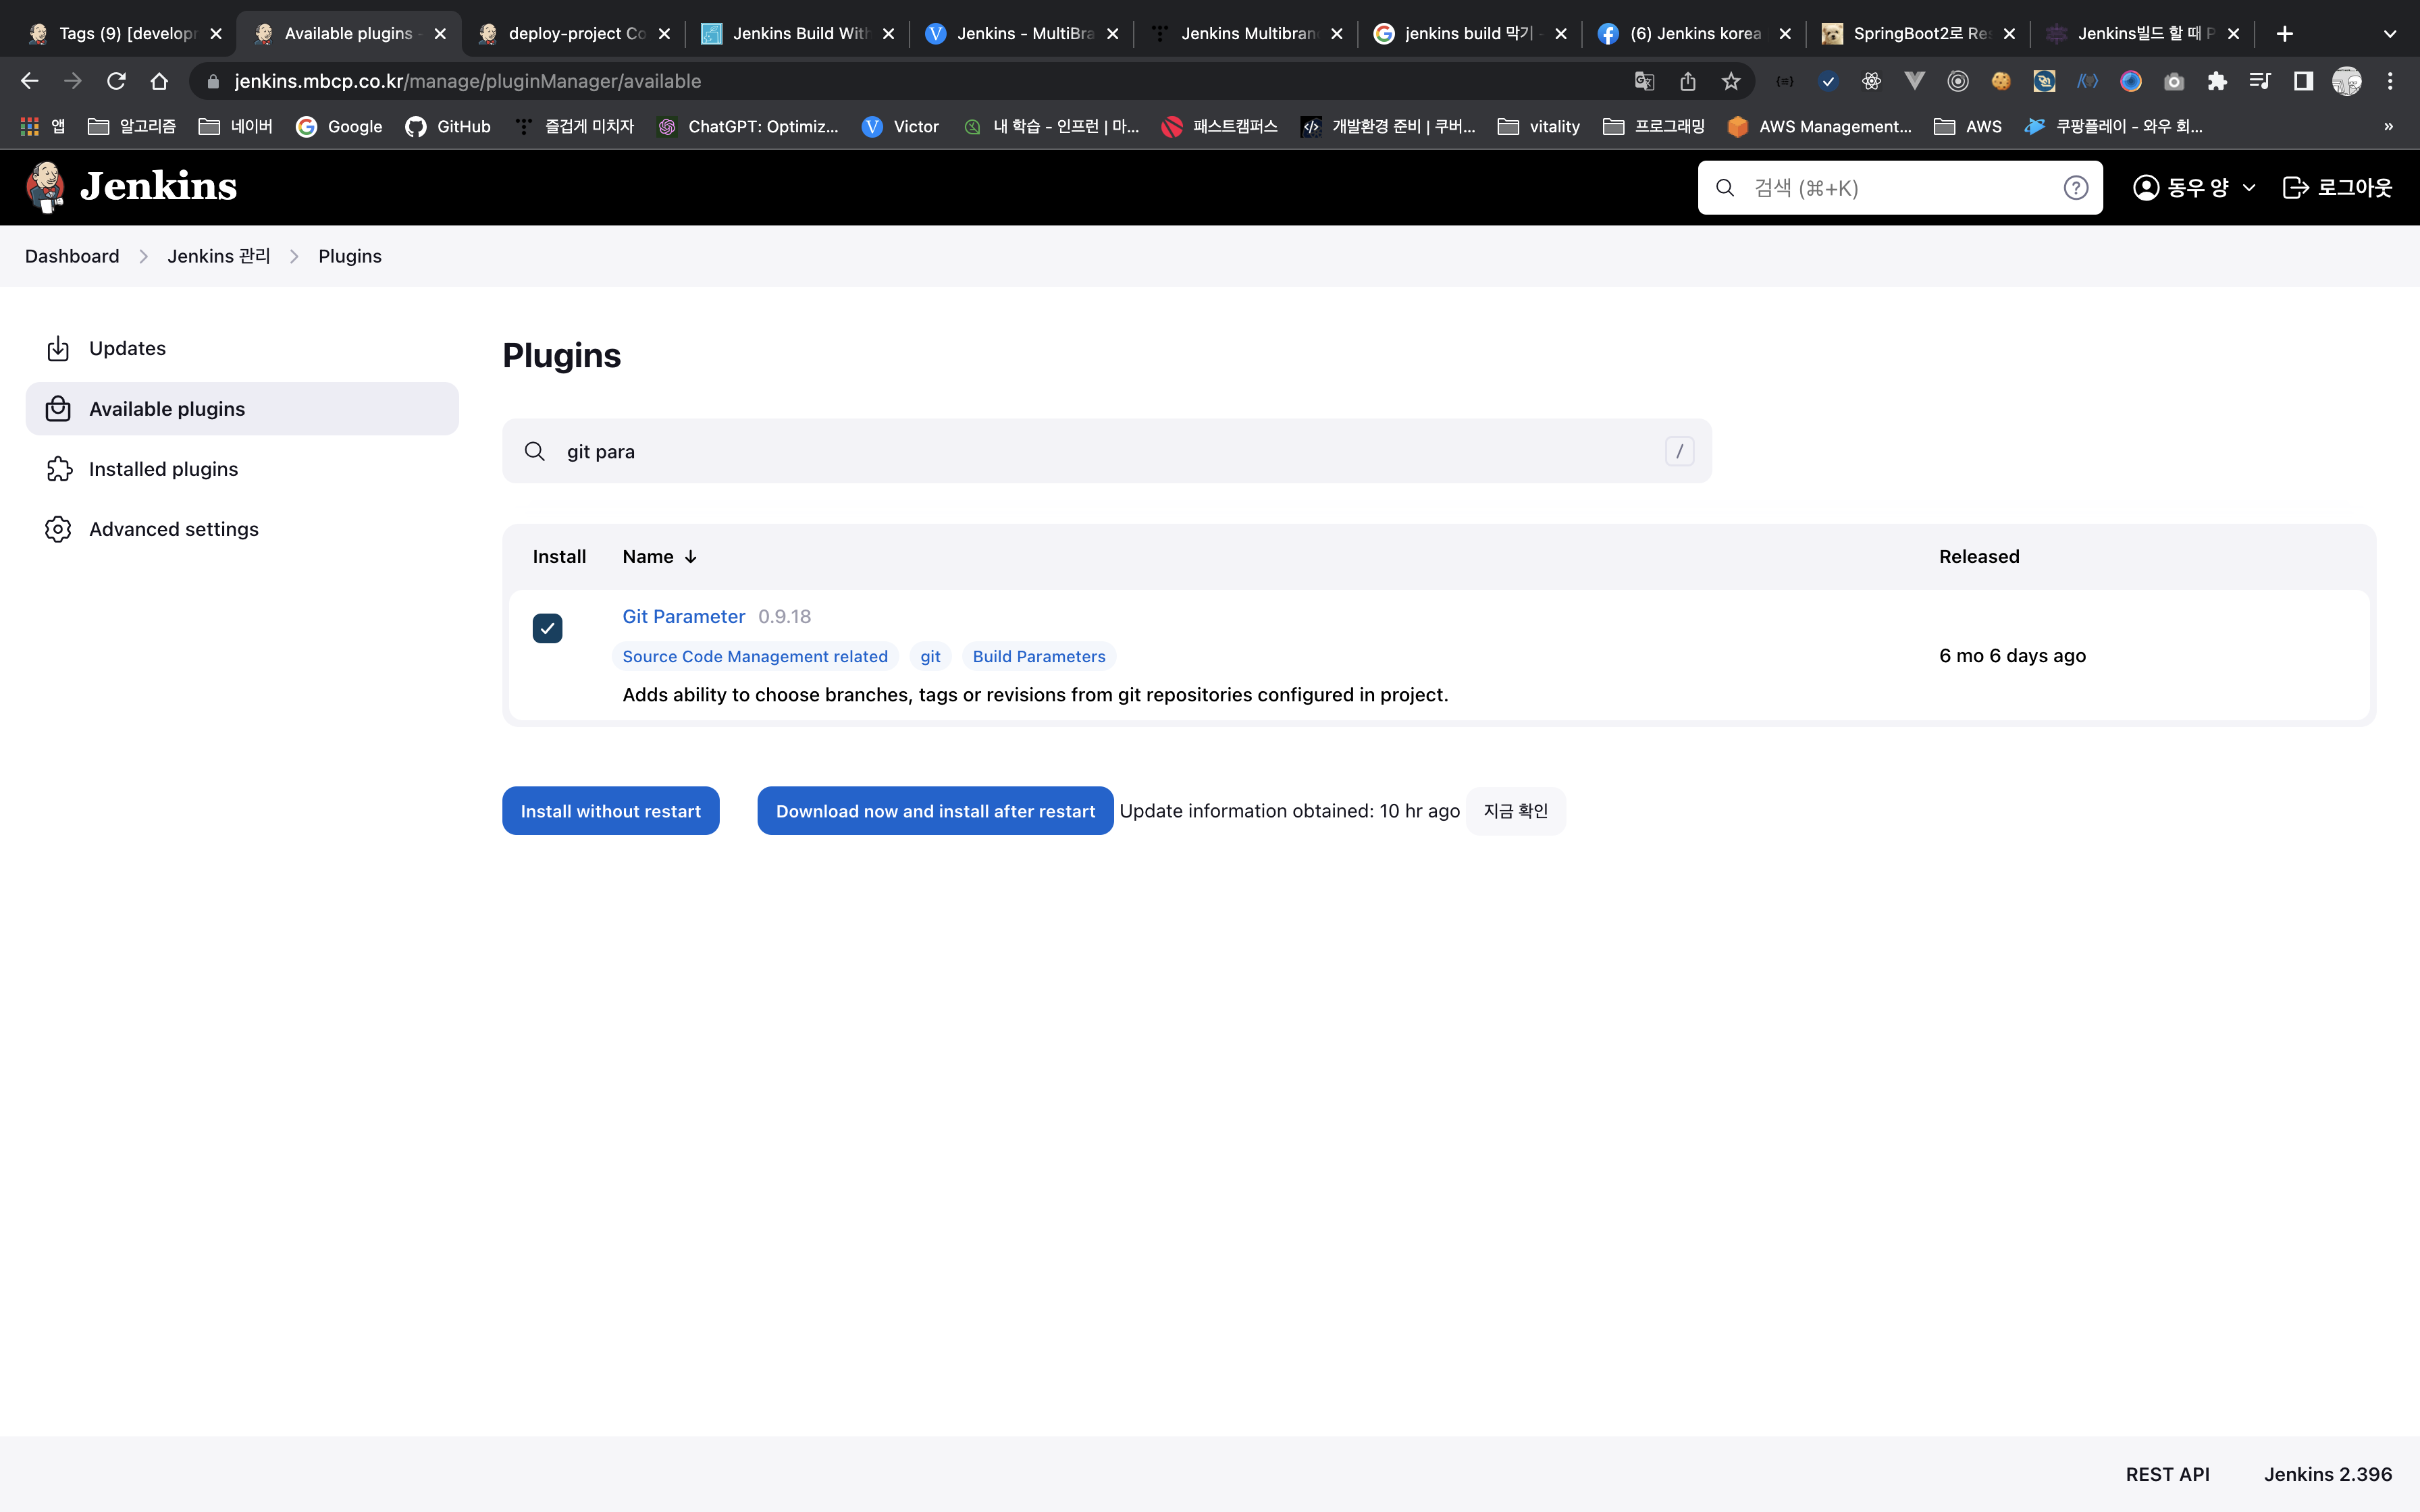 Tags (9) [develop
Available plugins -
deploy-project Co
Jenkins Build With
Jenkins - MultiBra
Jenkins Multibran
jenkins build 막기 -
(6) Jenkins korea
SpringBoot2로 Res
Jenkins빌드 할 때 P
jenkins.mbcp.co.kr/manage/pluginManager/available
앱
알고리즘
네이버
Google
GitHub
즐겁게 미치자
ChatGPT: Optimiz...
Victor
내 학습 - 인프런 | 마...
패스트캠퍼스
개발환경 준비 | 쿠버...
vitality
프로그래밍
AWS Management...
AWS
쿠팡플레이 - 와우 회...
»
Jenkins
검색 (⌘+K)
?
동우 양
로그아웃
Dashboard
Jenkins 관리
Plugins
Updates
Available plugins
Installed plugins
Advanced settings
Plugins
git para
/
Install
Name ↓
Released
Git Parameter 0.9.18
Source Code Management related
git
Build Parameters
Adds ability to choose branches, tags or revisions from git repositories configured in project.
6 mo 6 days ago
Install without restart
Download now and install after restart
Update information obtained: 10 hr ago
지금 확인
REST API
Jenkins 2.396